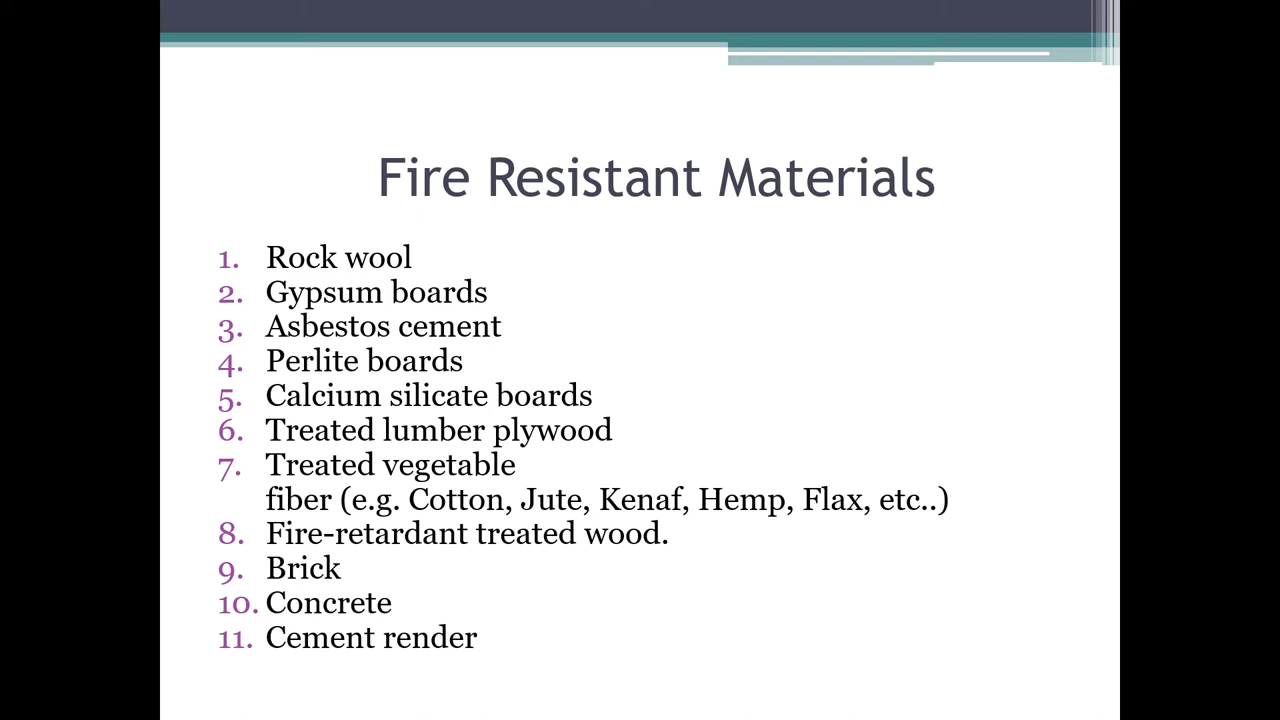 Fire Resistant Materials
1. Rock wool
2. Gypsum boards
3. Asbestos cement
4. Perlite boards
5. Calcium silicate boards
6. Treated lumber plywood
7. Treated vegetable
fiber (e.g. Cotton, Jute, Kenaf, Hemp, Flax, etc..)
8. Fire-retardant treated wood.
9. Brick
10. Concrete
11. Cement render